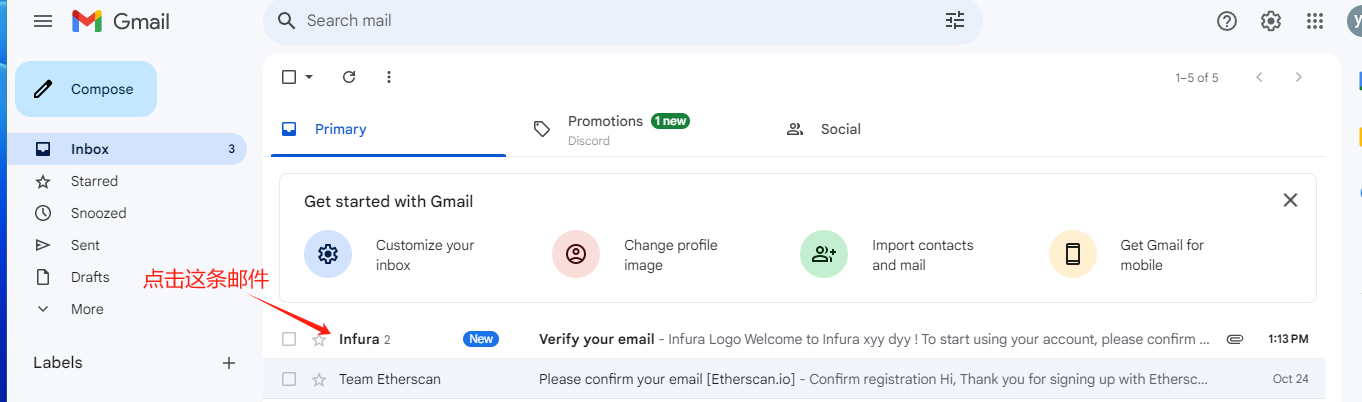 Gmail
Search mail
Compose
1–5 of 5
Primary
Promotions 1 new
Discord
Social
Inbox 3
Starred
Snoozed
Sent
Drafts
More
Labels
Get started with Gmail
Customize your
inbox
Change profile
image
Import contacts
and mail
Get Gmail for
mobile
点击这条邮件
Infura 2 New Verify your email - Infura Logo Welcome to Infura xyy dyy ! To start using your account, please confirm ... 1:13 PM
Team Etherscan Please confirm your email [Etherscan.io] - Confirm registration Hi, Thank you for signing up with Ethersc... Oct 24
y